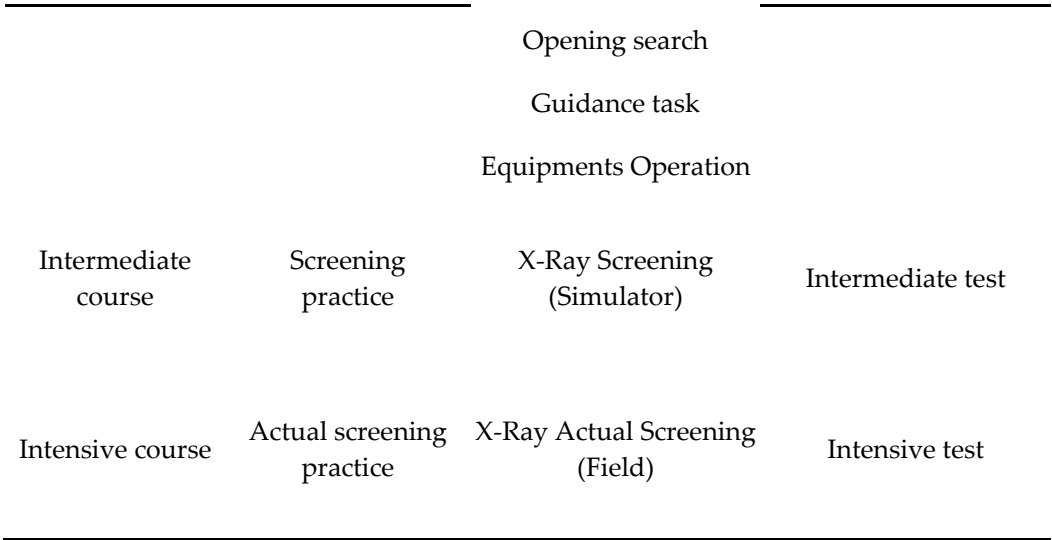 Opening search
Guidance task
Equipments Operation
Intermediate
course
Screening
practice
X-Ray Screening
(Simulator)
Intermediate test
Intensive course
Actual screening
practice
X-Ray Actual Screening
(Field)
Intensive test